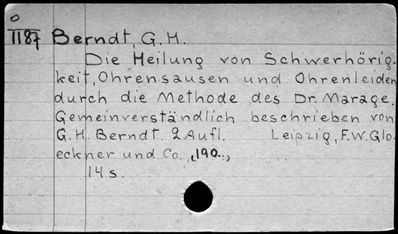 o
1187 Berndt, G. H.
Die Heilung von Schwerhörig-
keit, Ohrensausen und Ohrenleiden
durch die Methode des Dr. Marage.
Gemeinverständlich beschrieben von
G. H. Berndt. 2 Aufl. Leipzig, F. W. Glo-
eckner und Co., 190..,
14 s.